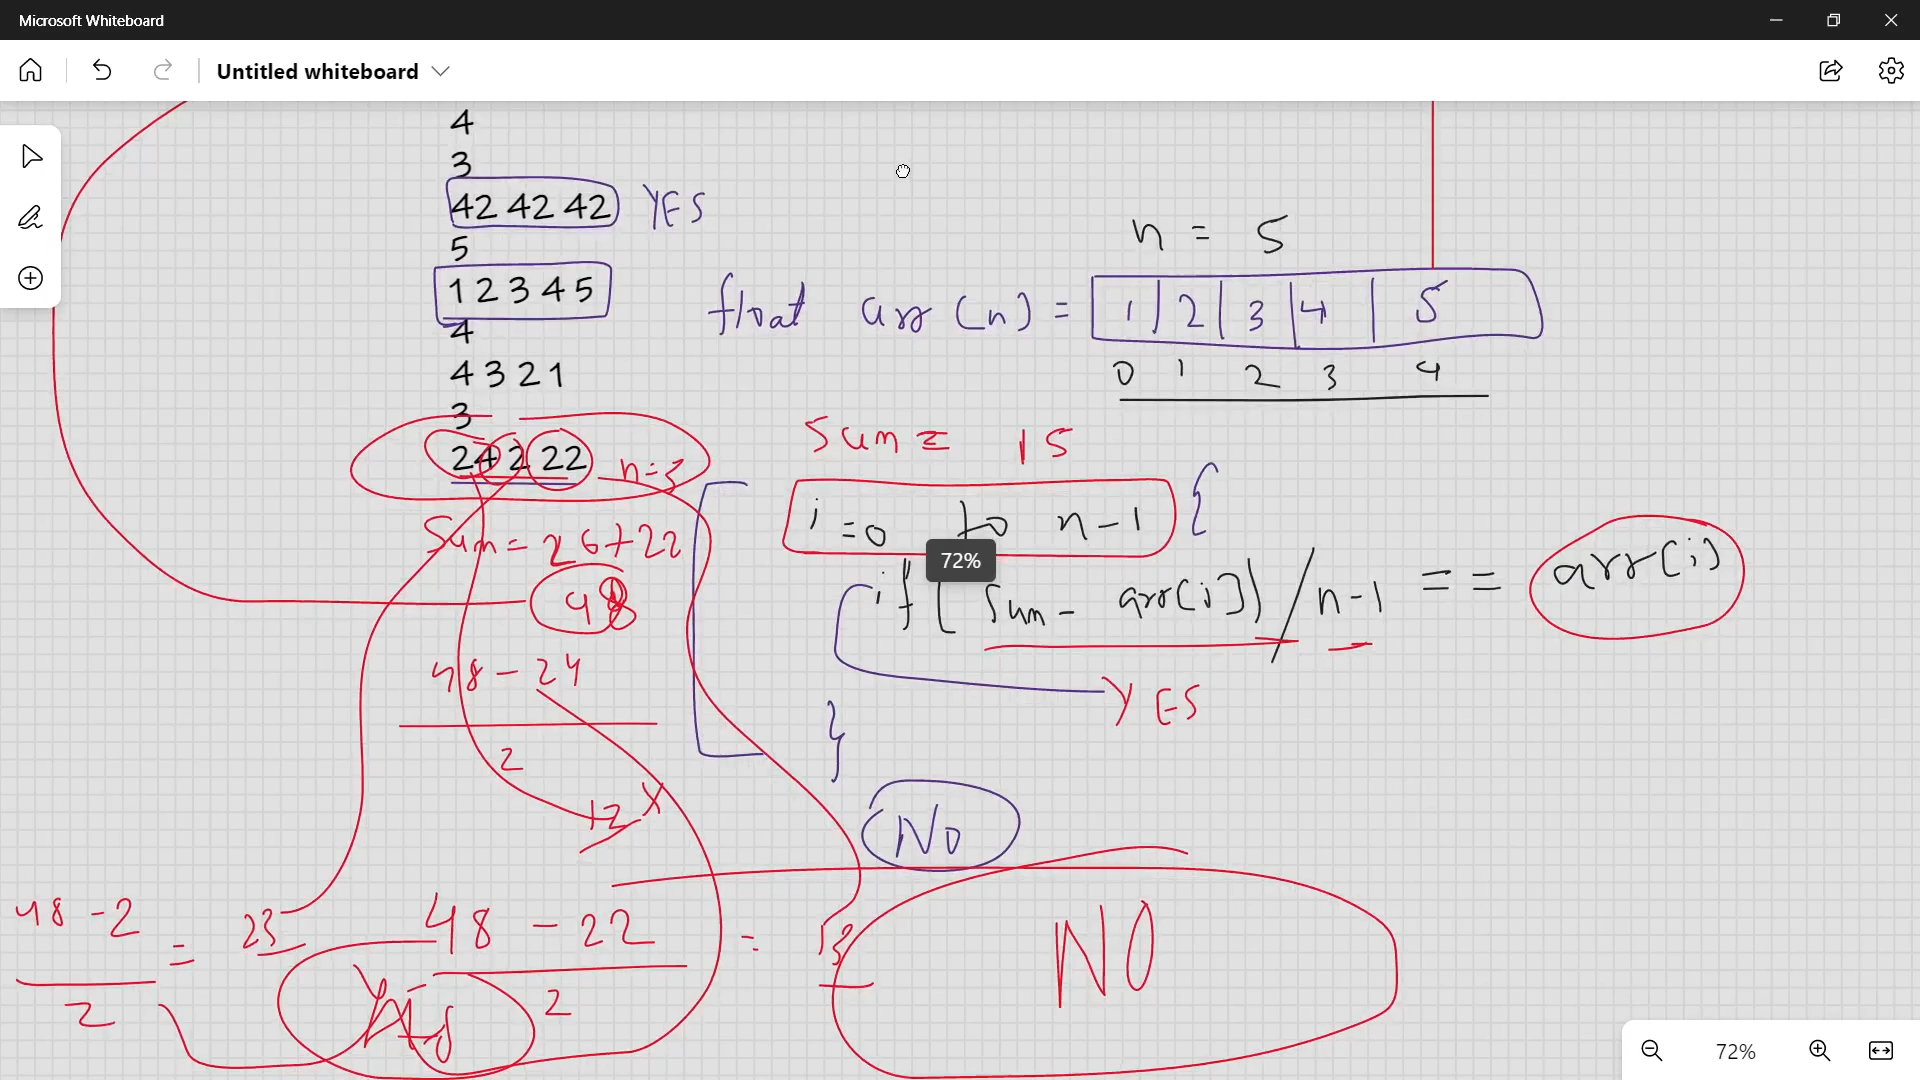 Microsoft Whiteboard
Untitled whiteboard
4
3
42 42 42 YES
5
1 2 3 4 5
4
4 3 2 1
3
24 2 22 n=3
Sum = 26+22
48
48 - 24
2
12 X
48 - 2
2
= 23
48 - 22
2
= 13
n = 5
float arr (n) = 1 2 3 4 5
0 1 2 3 4
Sum = 15
i = 0 to n-1 {
72%
if [ Sum - arr[i]) / n-1 == arr[i]
YES
}
No
NO
72%